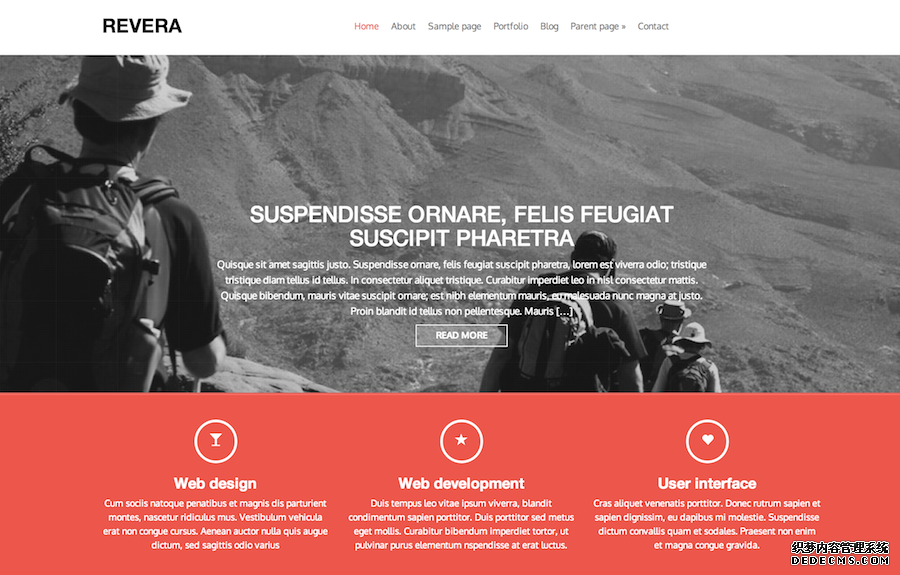 REVERA
Home About Sample page Portfolio Blog Parent page » Contact
SUSPENDISSE ORNARE, FELIS FEUGIAT
SUSCIPIT PHARETRA
Quisque sit amet sagittis justo. Suspendisse ornare, felis feugiat suscipit pharetra, lorem est viverra odio; tristique
tristique diam tellus id tellus. In consectetur aliquet tristique. Curabitur imperdiet leo in nisl consectetur mattis.
Quisque bibendum, mauris vitae suscipit ornare; est nibh elementum mauris, eu malesuada nunc magna at justo.
Proin blandit id tellus non pellentesque. Mauris […]
READ MORE
Web design
Cum sociis natoque penatibus et magnis dis parturient
montes, nascetur ridiculus mus. Vestibulum vehicula
erat non congue cursus. Aenean auctor nulla quis augue
dictum, sed sagittis odio varius
Web development
Duis tempus leo vitae ipsum viverra, blandit
condimentum sapien porttitor. Duis porttitor sed metus
eget mollis. Curabitur bibendum imperdiet tortor, ut
pulvinar purus elementum nspendisse at erat luctus.
User interface
Cras aliquet venenatis porttitor. Donec rutrum sapien et
sapien dignissim, eu dapibus mi molestie. Suspendisse
dictum convallis quam et sodales. Praesent non enim
et magna congue gravida.
织梦内容管理系统
DEDECMS.COM